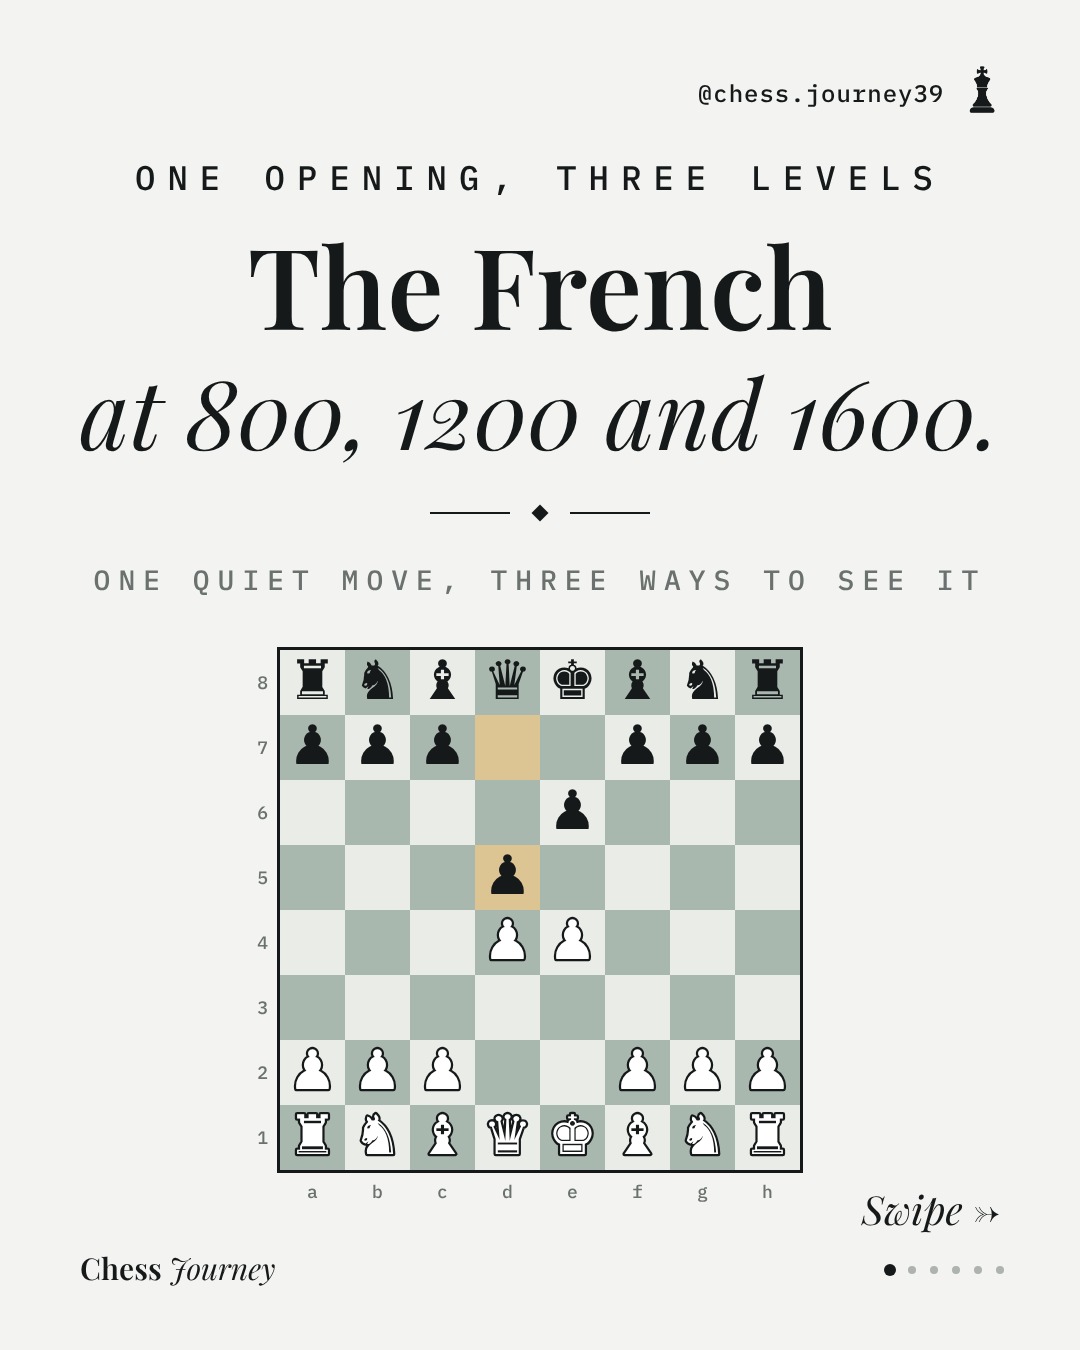 @chess.journey39
ONE OPENING, THREE LEVELS
The French
at 800, 1200 and 1600.
ONE QUIET MOVE, THREE WAYS TO SEE IT
8
7
6
5
4
3
2
1
a b c d e f g h
Swipe
Chess Journey